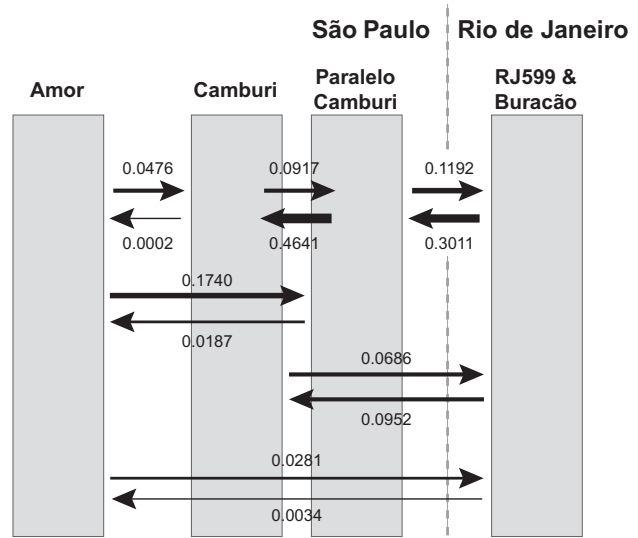 São Paulo Rio de Janeiro
Amor Camburi Paralelo Camburi RJ599 & Buracão
0.0476 0.0917 0.1192
0.0002 0.4641 0.3011
0.1740
0.0187
0.0686
0.0952
0.0281
0.0034